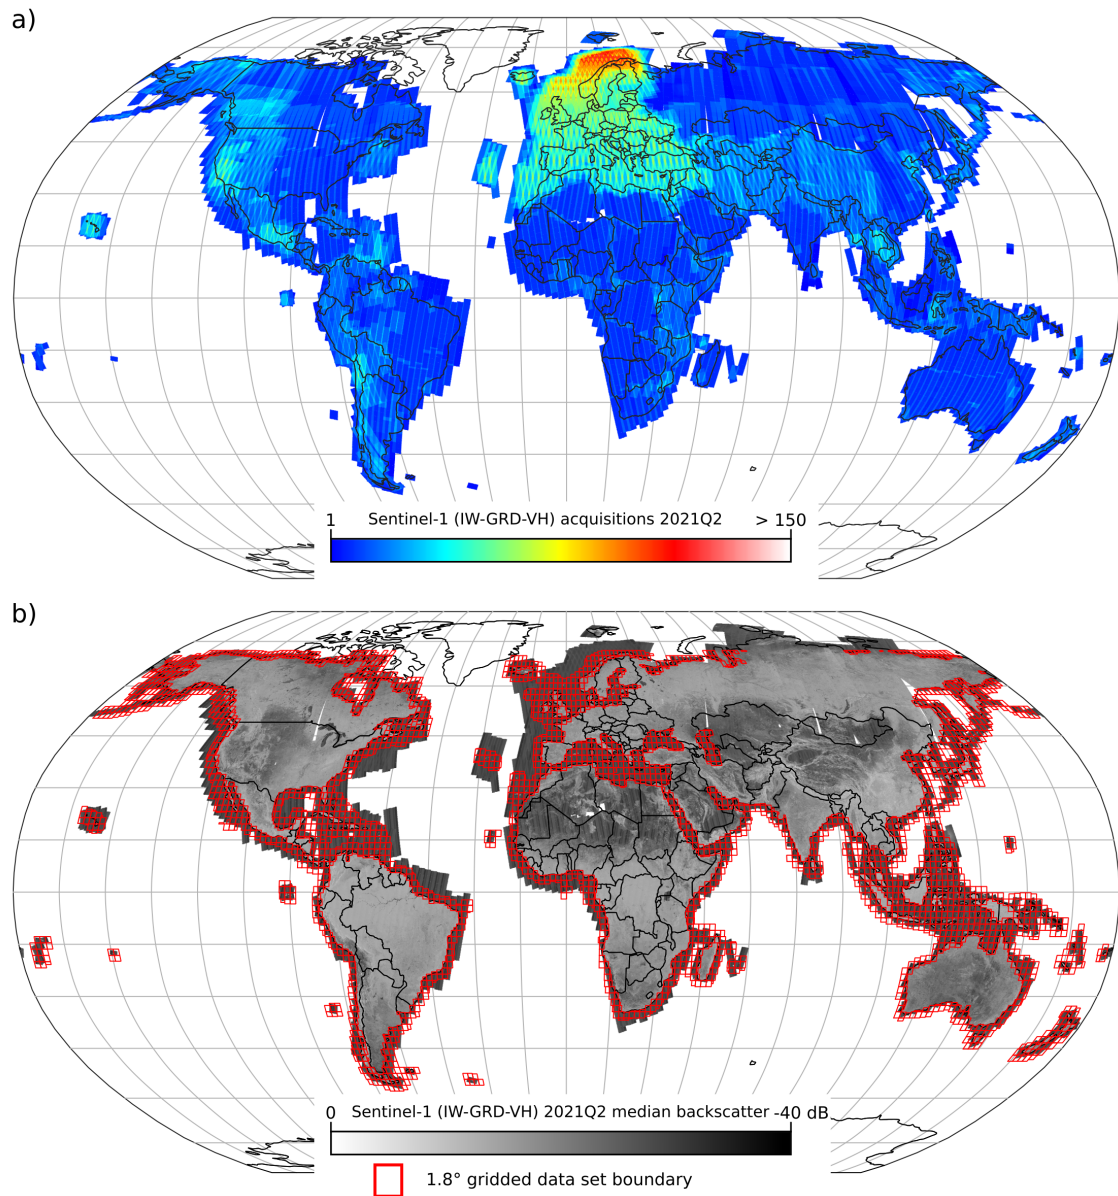 a)
1 Sentinel-1 (IW-GRD-VH) acquisitions 2021Q2 > 150
b)
0 Sentinel-1 (IW-GRD-VH) 2021Q2 median backscatter -40 dB
1.8° gridded data set boundary